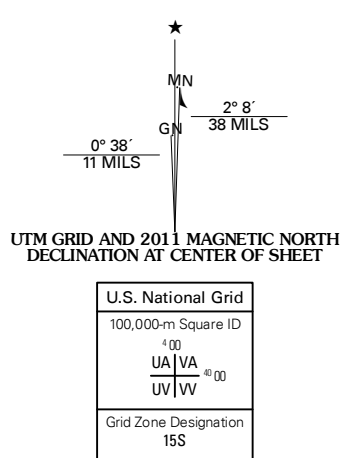 ★
MN
2° 8´
38 MILS
GN
0° 38´
11 MILS
UTM GRID AND 2011 MAGNETIC NORTH
DECLINATION AT CENTER OF SHEET
U.S. National Grid
100,000-m Square ID
4 00
UA VA
40 00
UV VV
Grid Zone Designation
15S